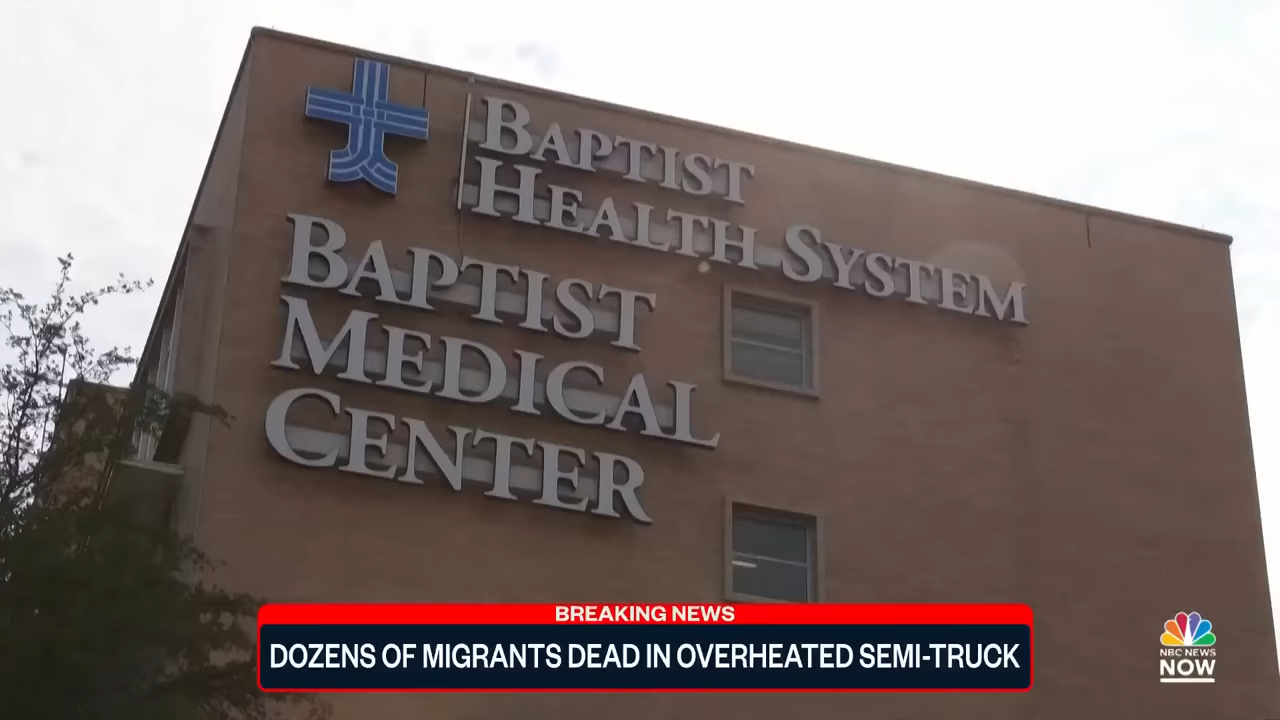 BAPTIST
HEALTH SYSTEM
BAPTIST
MEDICAL
CENTER
BREAKING NEWS
DOZENS OF MIGRANTS DEAD IN OVERHEATED SEMI-TRUCK
NBC NEWS
NOW